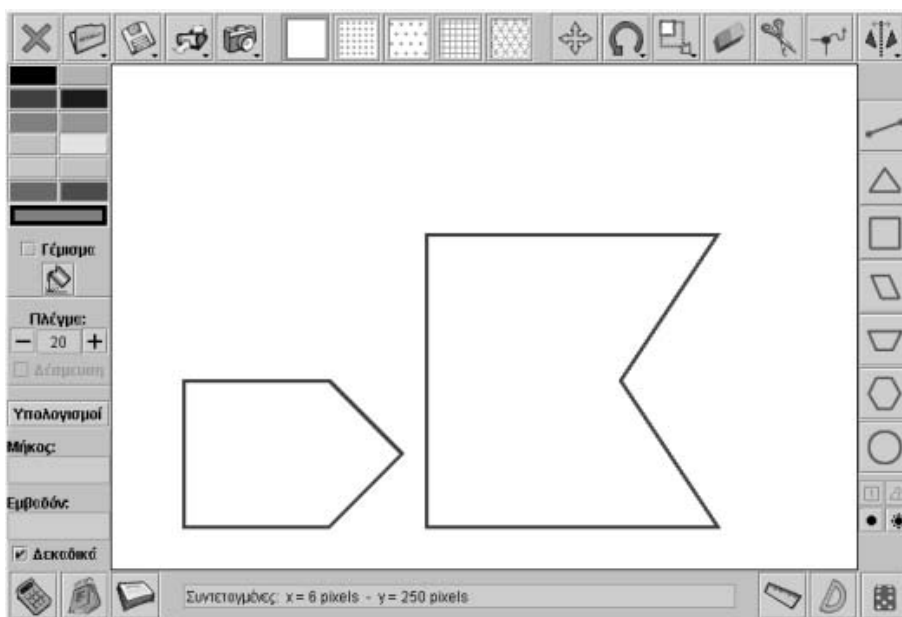 Γέμισμα
Πλέγμα:
20
Δέσμευση
Υπολογισμοί
Μήκος:
Εμβαδόν:
Δεκαδικά
Συντεταγμένες: x = 6 pixels - y = 250 pixels